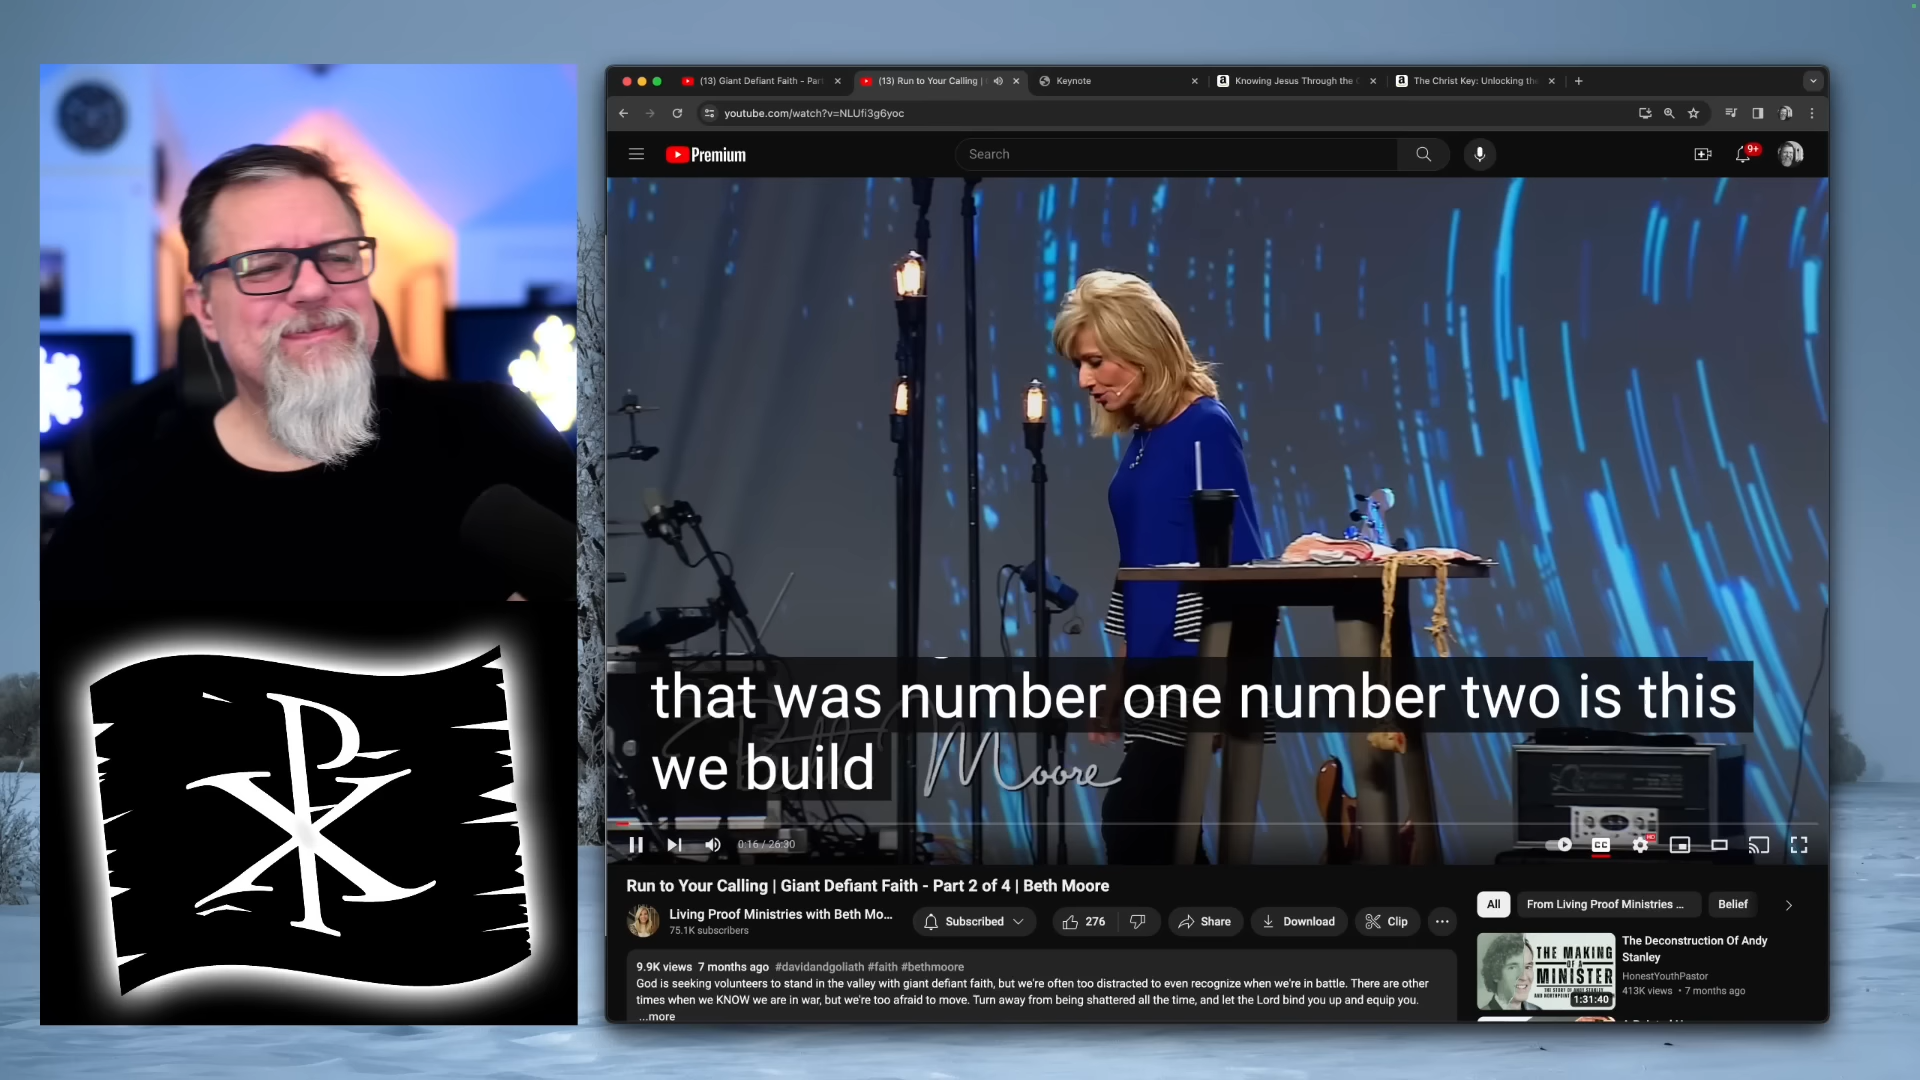 (13) Giant Defiant Faith - Par
(13) Run to Your Calling |
Keynote
Knowing Jesus Through the
The Christ Key: Unlocking the
youtube.com/watch?v=NLUfi3g6yoc
Premium
Search
9+
that was number one number two is this
we build
Moore
0:16 / 26:30
CC
HD
Run to Your Calling | Giant Defiant Faith - Part 2 of 4 | Beth Moore
Living Proof Ministries with Beth Mo...
75.1K subscribers
Subscribed
276
Share
Download
Clip
9.9K views 7 months ago #davidandgoliath #faith #bethmoore
God is seeking volunteers to stand in the valley with giant defiant faith, but we're often too distracted to even recognize when we're in battle. There are other
times when we KNOW we are in war, but we're too afraid to move. Turn away from being shattered all the time, and let the Lord bind you up and equip you.
...more
All
From Living Proof Ministries ...
Belief
THE MAKING
OF A
MINISTER
1:31:40
The Deconstruction Of Andy
Stanley
HonestYouthPastor
413K views • 7 months ago